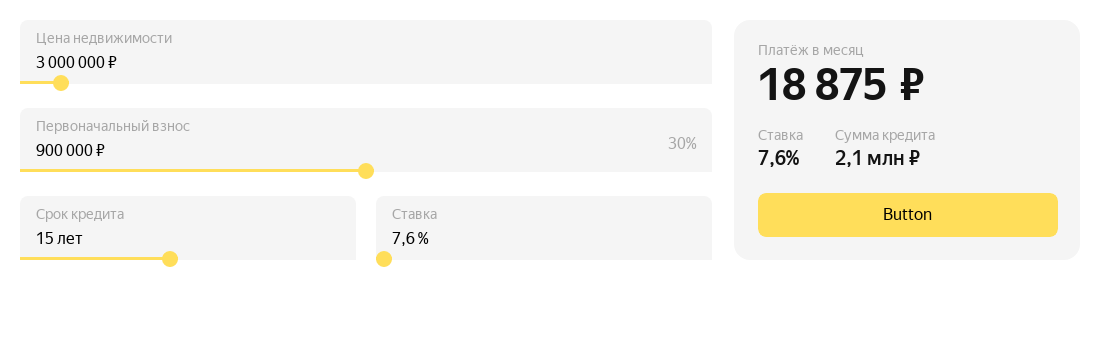 Цена недвижимости
3 000 000 ₽
Первоначальный взнос
900 000 ₽
30%
Срок кредита
15 лет
Ставка
7,6 %
Платёж в месяц
18 875 ₽
Ставка
Сумма кредита
7,6%
2,1 млн ₽
Button